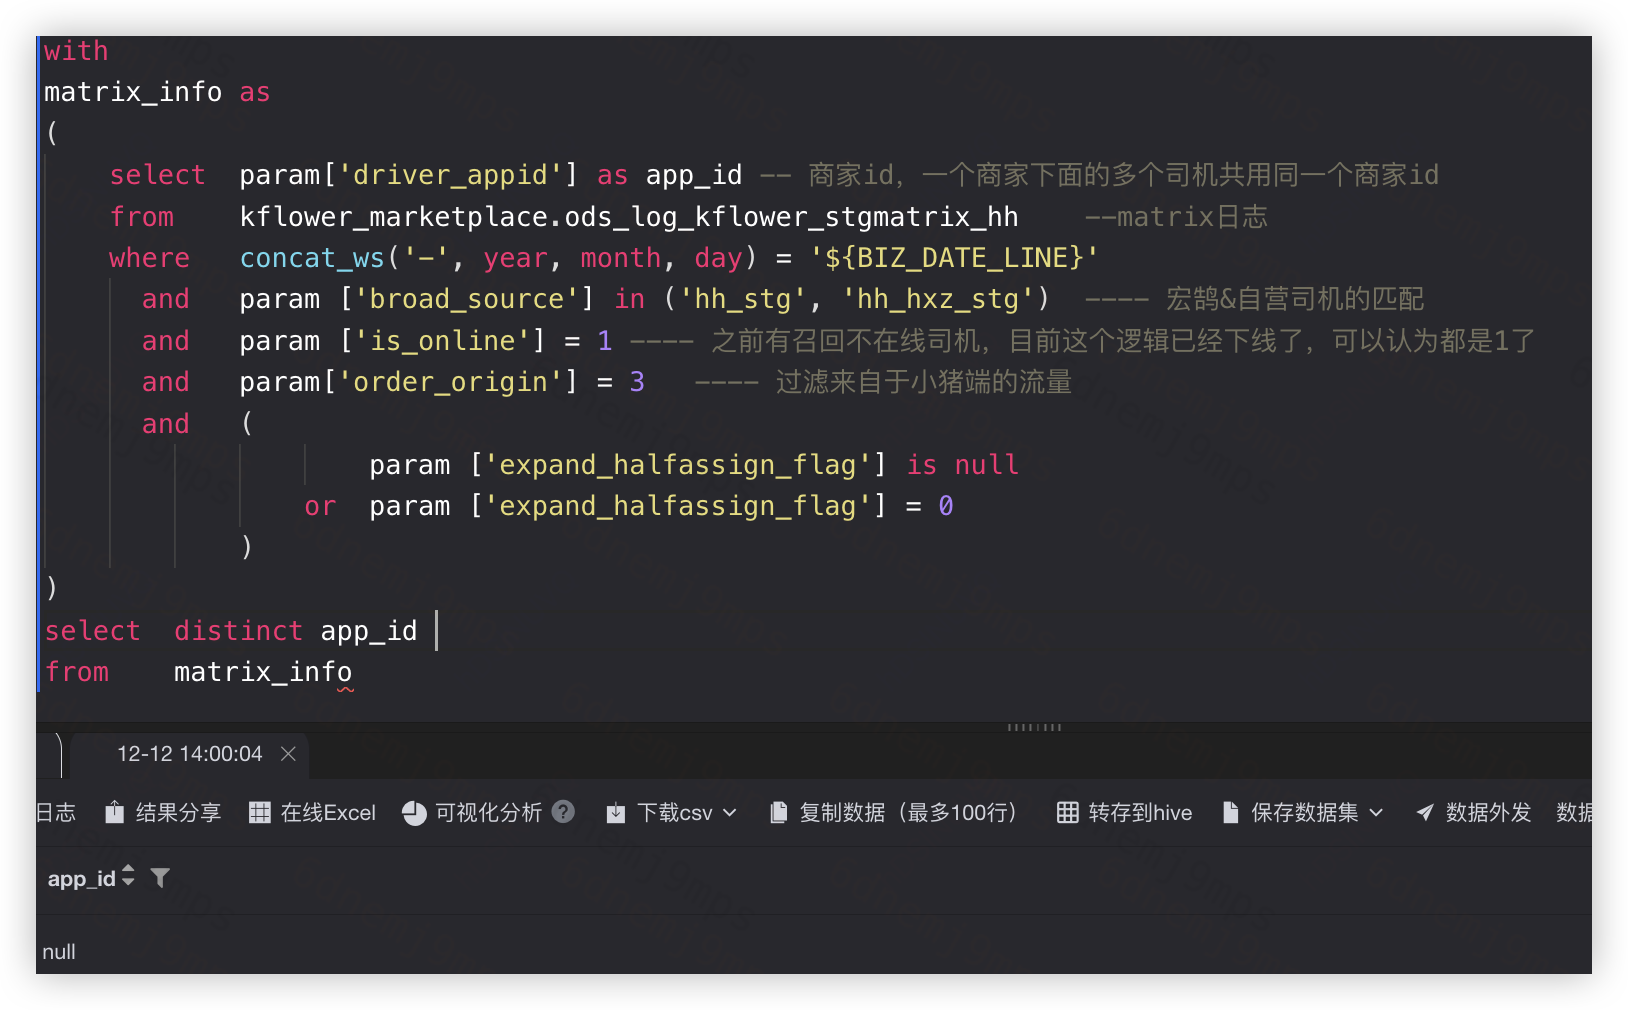 with
matrix_info as
(
select param['driver_appid'] as app_id -- 商家id，一个商家下面的多个司机共用同一个商家id
from kflower_marketplace.ods_log_kflower_stgmatrix_hh --matrix日志
where concat_ws('-', year, month, day) = '${BIZ_DATE_LINE}'
and param ['broad_source'] in ('hh_stg', 'hh_hxz_stg') ---- 宏鹄&自营司机的匹配
and param ['is_online'] = 1 ---- 之前有召回不在线司机，目前这个逻辑已经下线了，可以认为都是1了
and param['order_origin'] = 3 ---- 过滤来自于小猪端的流量
and (
param ['expand_halfassign_flag'] is null
or param ['expand_halfassign_flag'] = 0
)
)
select distinct app_id
from matrix_info
12-12 14:00:04
日志 结果分享 在线Excel 可视化分析 ? 下载csv 复制数据（最多100行） 转存到hive 保存数据集 数据外发 数据
app_id
null